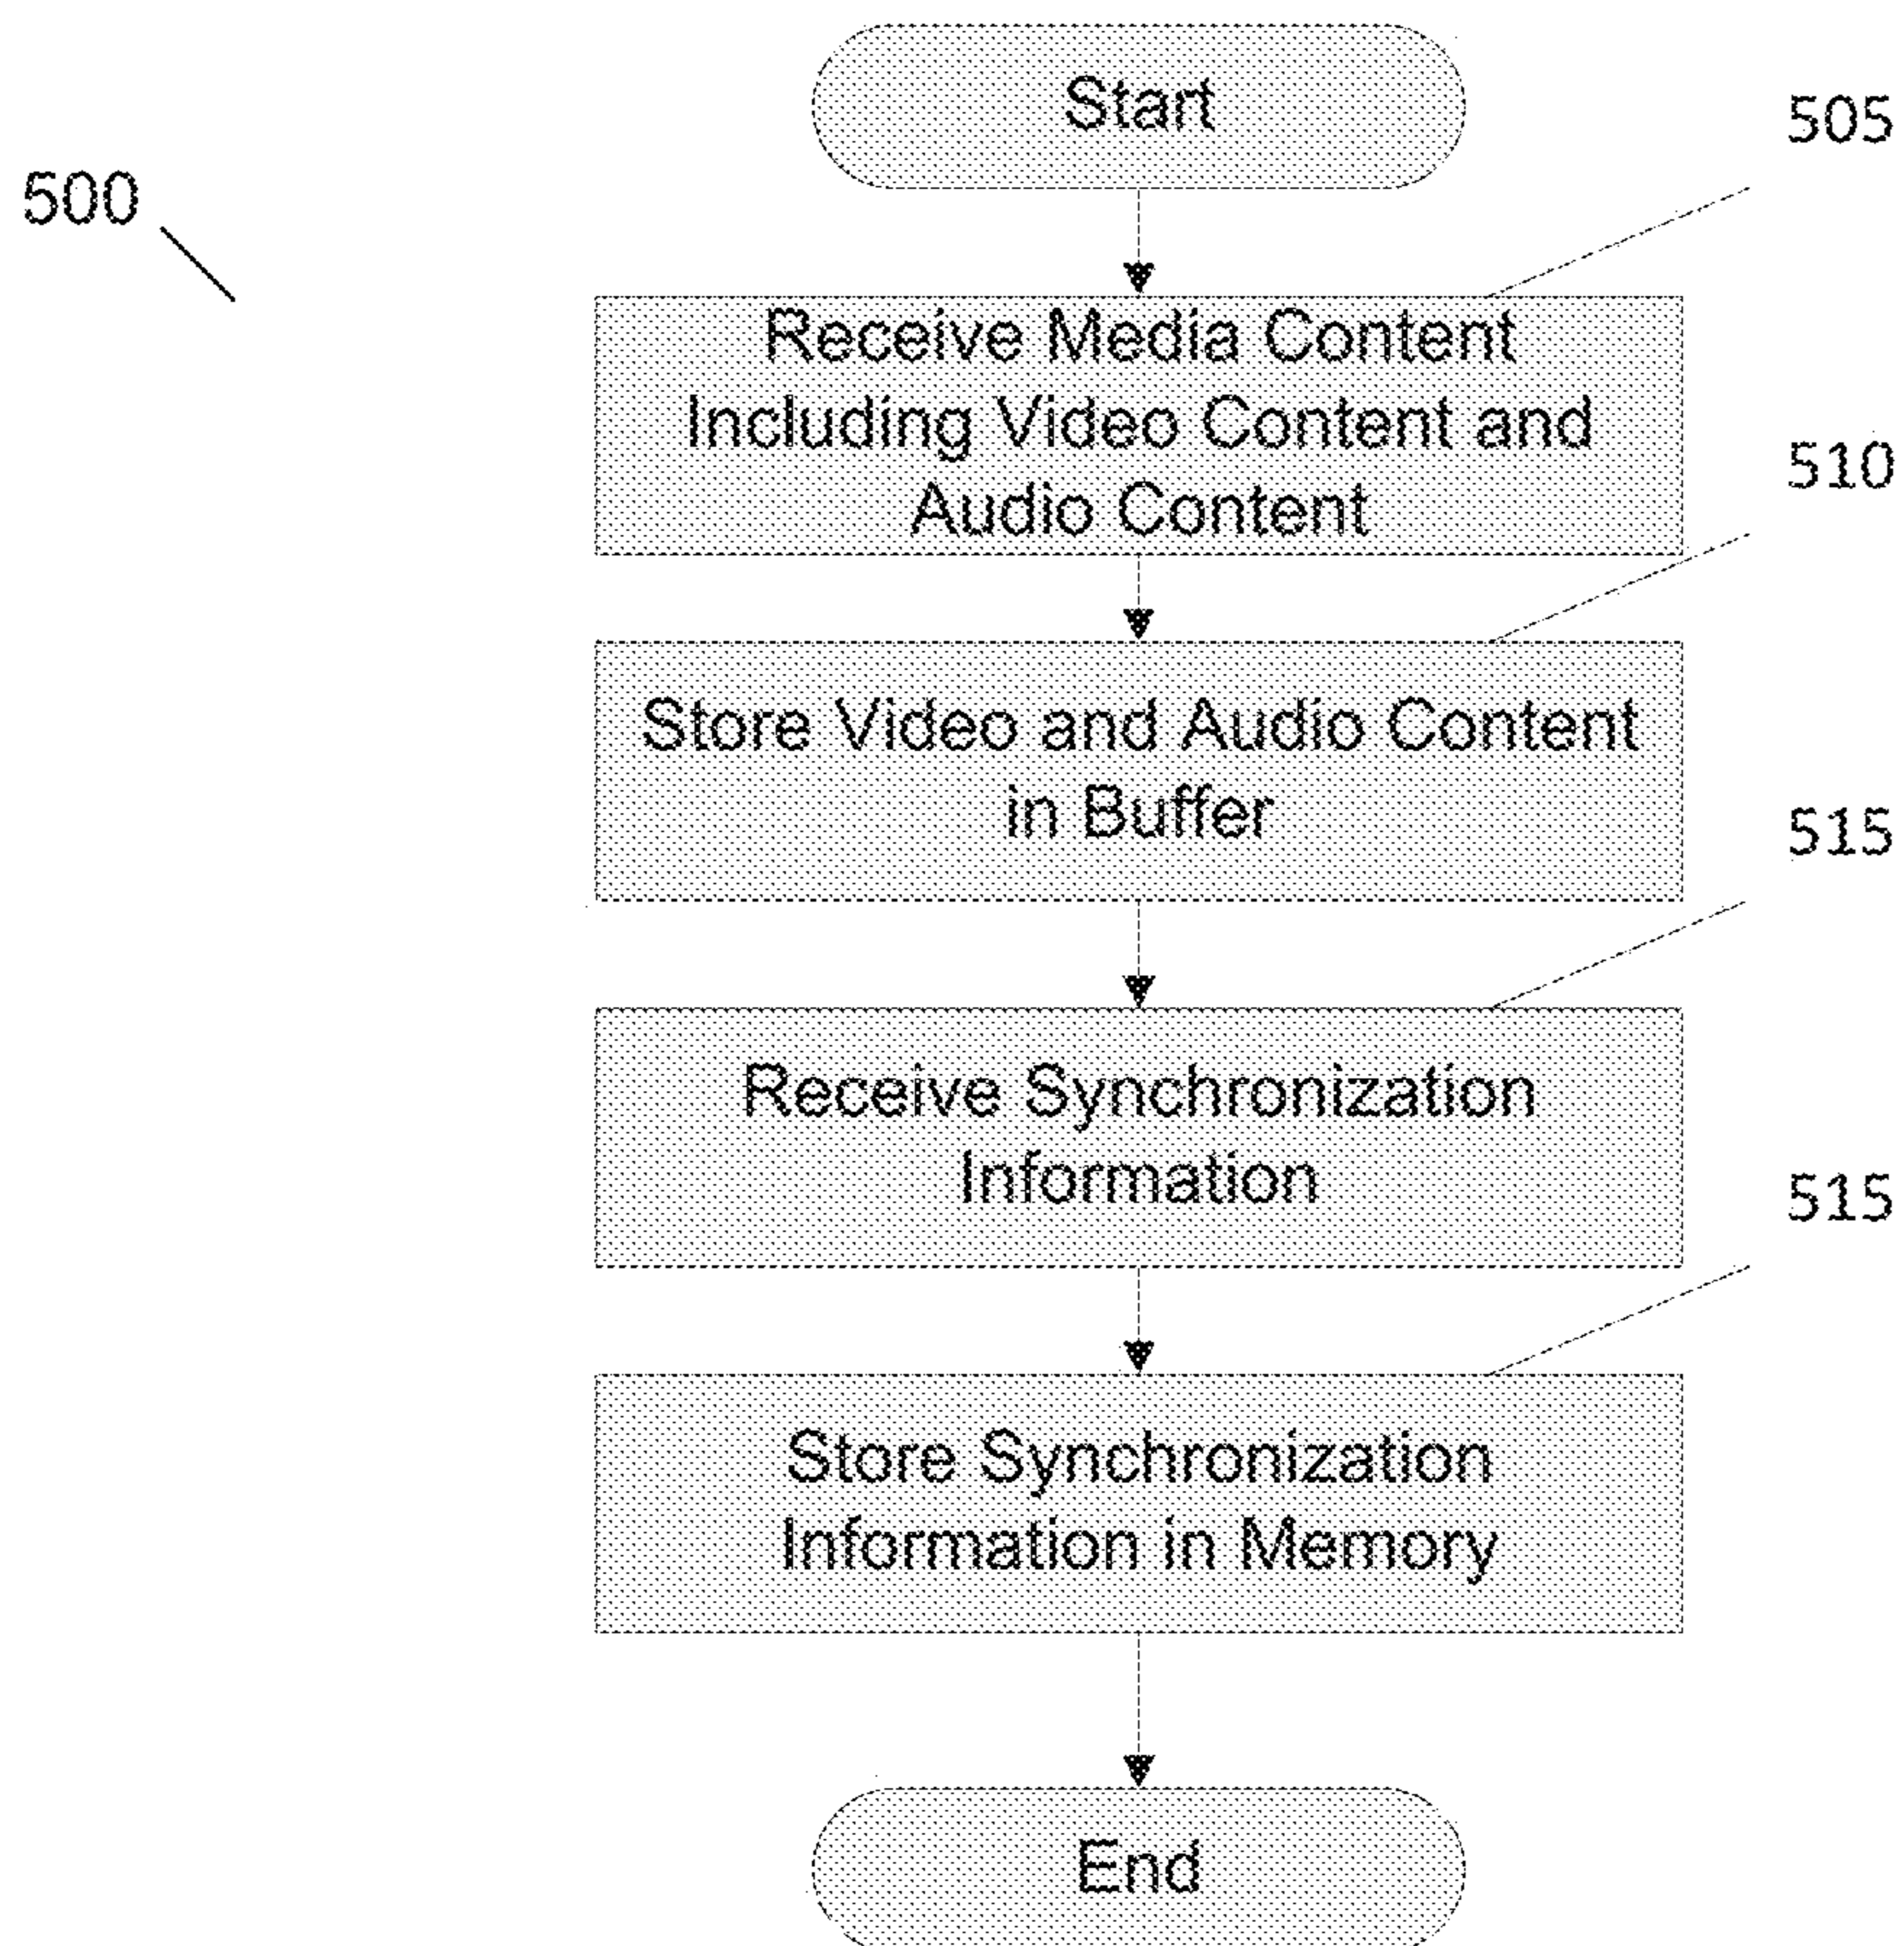 Start
505
500
Receive Media Content
Including Video Content and
Audio Content
510
Store Video and Audio Content
in Buffer
515
Receive Synchronization
Information
515
Store Synchronization
Information in Memory
End